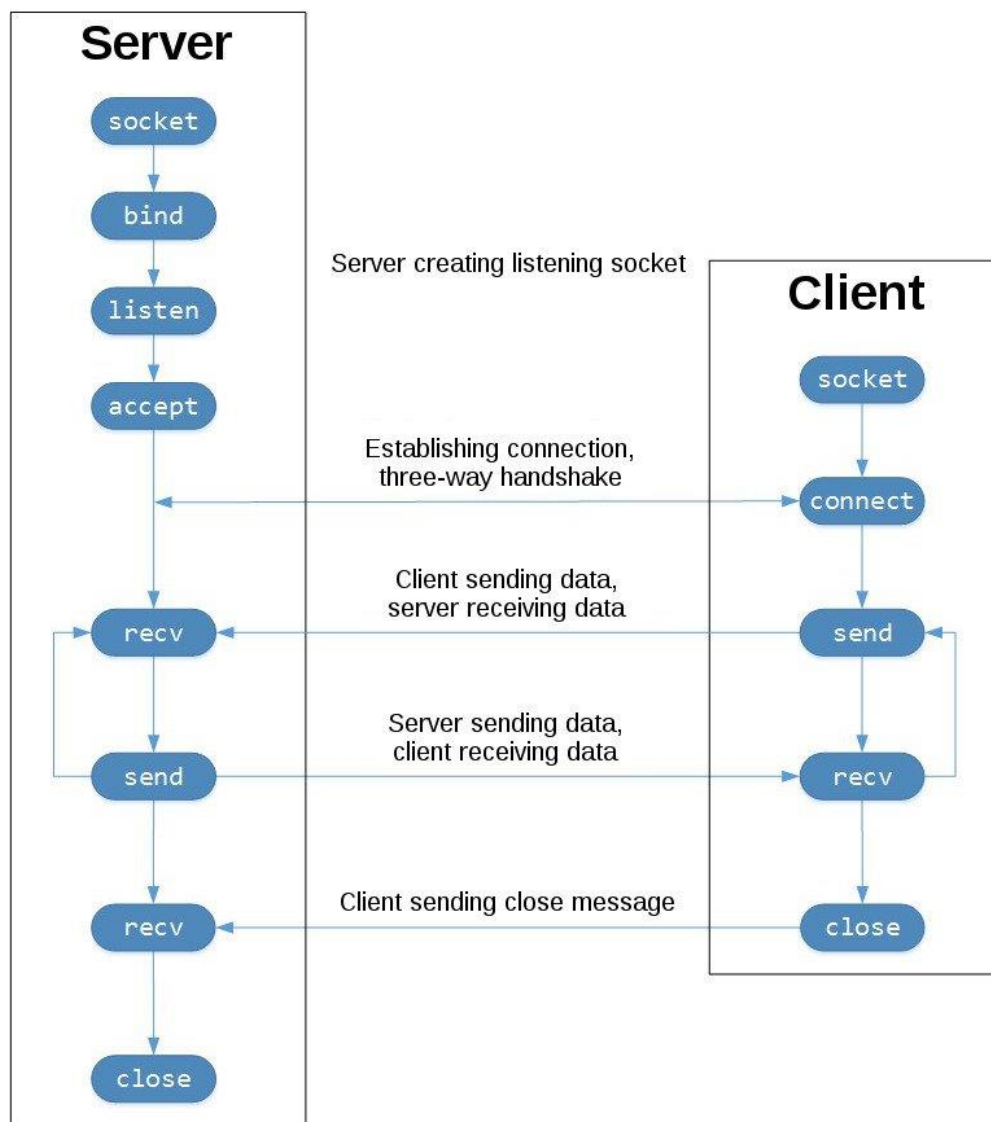 Server
socket
bind
listen
accept
recv
send
recv
close
Server creating listening socket
Establishing connection,
three-way handshake
Client sending data,
server receiving data
Server sending data,
client receiving data
Client sending close message
Client
socket
connect
send
recv
close